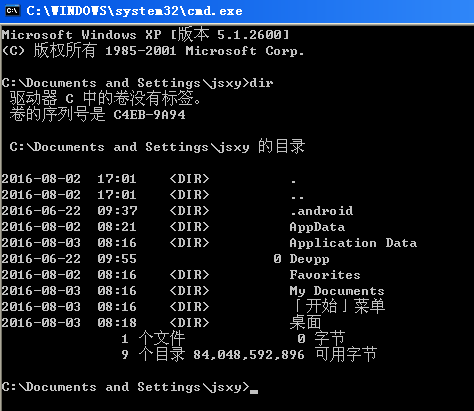 C:\WINDOWS\system32\cmd.exe
Microsoft Windows XP [版本 5.1.2600]
<C> 版权所有 1985-2001 Microsoft Corp.
C:\Documents and Settings\jsxy>dir
驱动器 C 中的卷没有标签。
卷的序列号是 C4EB-9A94
C:\Documents and Settings\jsxy 的目录
2016-08-02  17:01    <DIR>          .
2016-08-02  17:01    <DIR>          ..
2016-06-22  09:37    <DIR>          .android
2016-08-02  08:21    <DIR>          AppData
2016-08-03  08:16    <DIR>          Application Data
2016-06-22  09:55                 0 Devpp
2016-08-02  08:16    <DIR>          Favorites
2016-08-03  08:16    <DIR>          My Documents
2016-08-03  08:16    <DIR>          「开始」菜单
2016-08-03  08:18    <DIR>          桌面
1 个文件              0 字节
9 个目录 84,048,592,896 可用字节
C:\Documents and Settings\jsxy>_